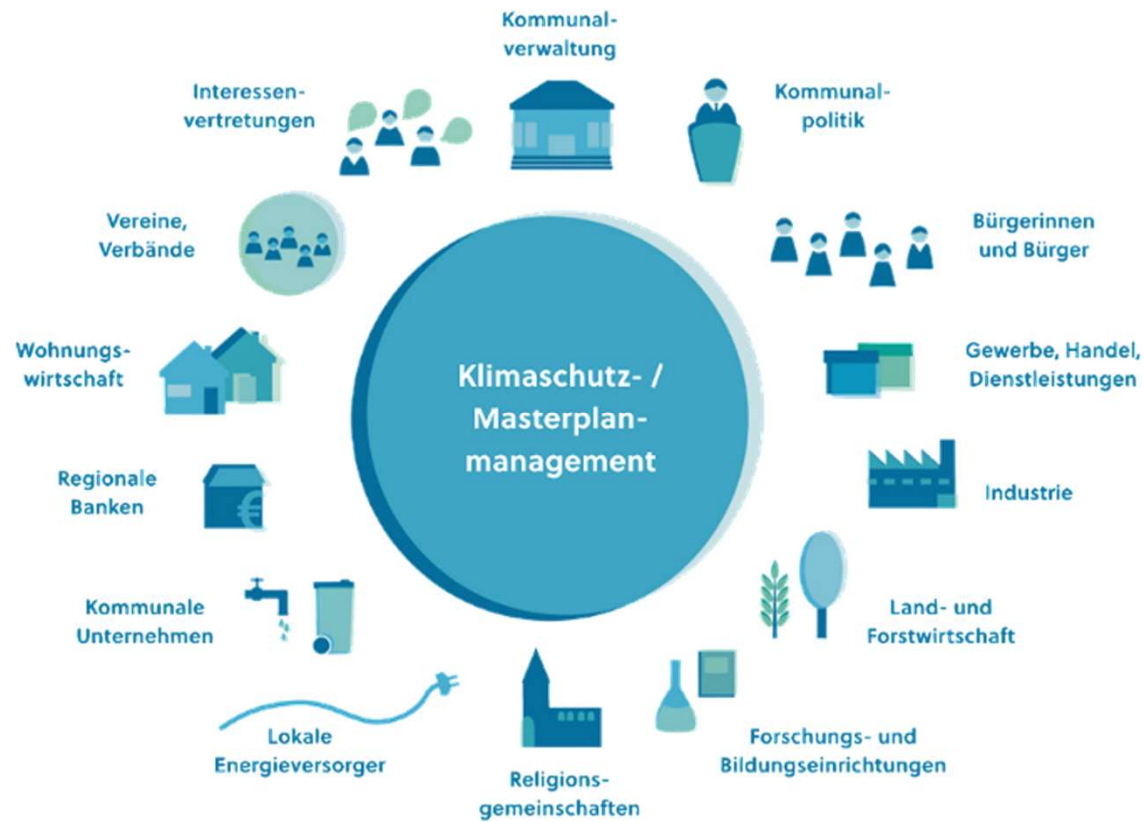 Kommunal-
verwaltung
Kommunal-
politik
Bürgerinnen
und Bürger
Gewerbe, Handel,
Dienstleistungen
Industrie
Land- und
Forstwirtschaft
Forschungs- und
Bildungseinrichtungen
Religions-
gemeinschaften
Lokale
Energieversorger
Kommunale
Unternehmen
Regionale
Banken
€
Wohnungs-
wirtschaft
Vereine,
Verbände
Interessen-
vertretungen
Klimaschutz- /
Masterplan-
management